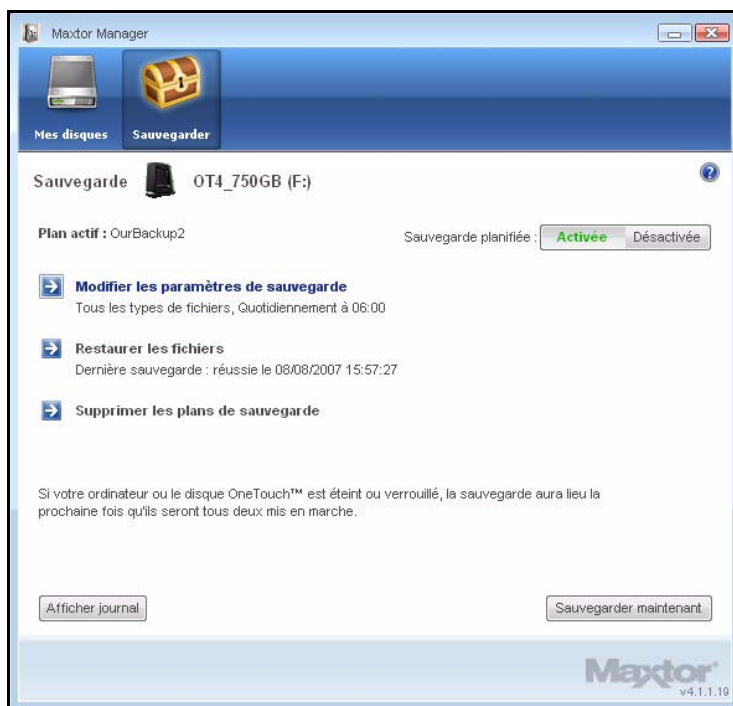 Maxtor Manager
Mes disques
Sauvegarder
Sauvegarde OT4_750GB (F:)
Plan actif : OurBackup2
Sauvegarde planifiée : Activée Désactivée
Modifier les paramètres de sauvegarde
Tous les types de fichiers, Quotidiennement à 06:00
Restaurer les fichiers
Dernière sauvegarde : réussie le 08/08/2007 15:57:27
Supprimer les plans de sauvegarde
Si votre ordinateur ou le disque OneTouch™ est éteint ou verrouillé, la sauvegarde aura lieu la
prochaine fois qu'ils seront tous deux mis en marche.
Afficher journal
Sauvegarder maintenant
Maxtor
v4.1.1.19